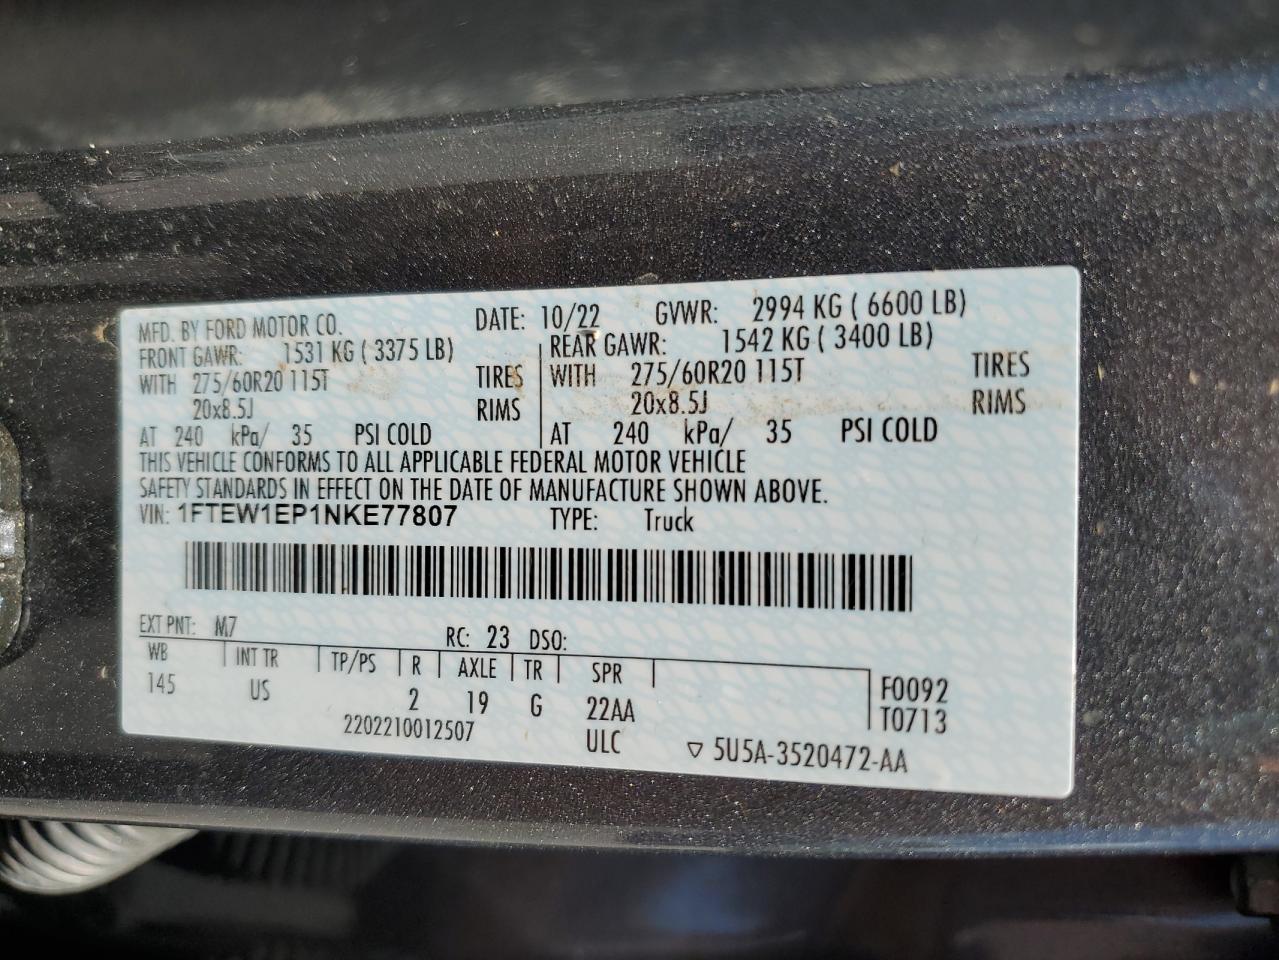 MFD. BY FORD MOTOR CO. DATE: 10/22 GVWR: 2994 KG ( 6600 LB)
FRONT GAWR: 1531 KG ( 3375 LB) REAR GAWR: 1542 KG ( 3400 LB)
WITH 275/60R20 115T TIRES WITH 275/60R20 115T TIRES
20x8.5J RIMS 20x8.5J RIMS
AT 240 kPa/ 35 PSI COLD AT 240 kPa/ 35 PSI COLD
THIS VEHICLE CONFORMS TO ALL APPLICABLE FEDERAL MOTOR VEHICLE
SAFETY STANDARDS IN EFFECT ON THE DATE OF MANUFACTURE SHOWN ABOVE.
VIN: 1FTEW1EP1NKE77807 TYPE: Truck
EXT PNT: M7 RC: 23 DSO:
WB INT TR TP/PS R AXLE TR SPR
145 US 2 19 G 22AA F0092
T0713
2202210012507 ULC ▽ 5U5A-3520472-AA